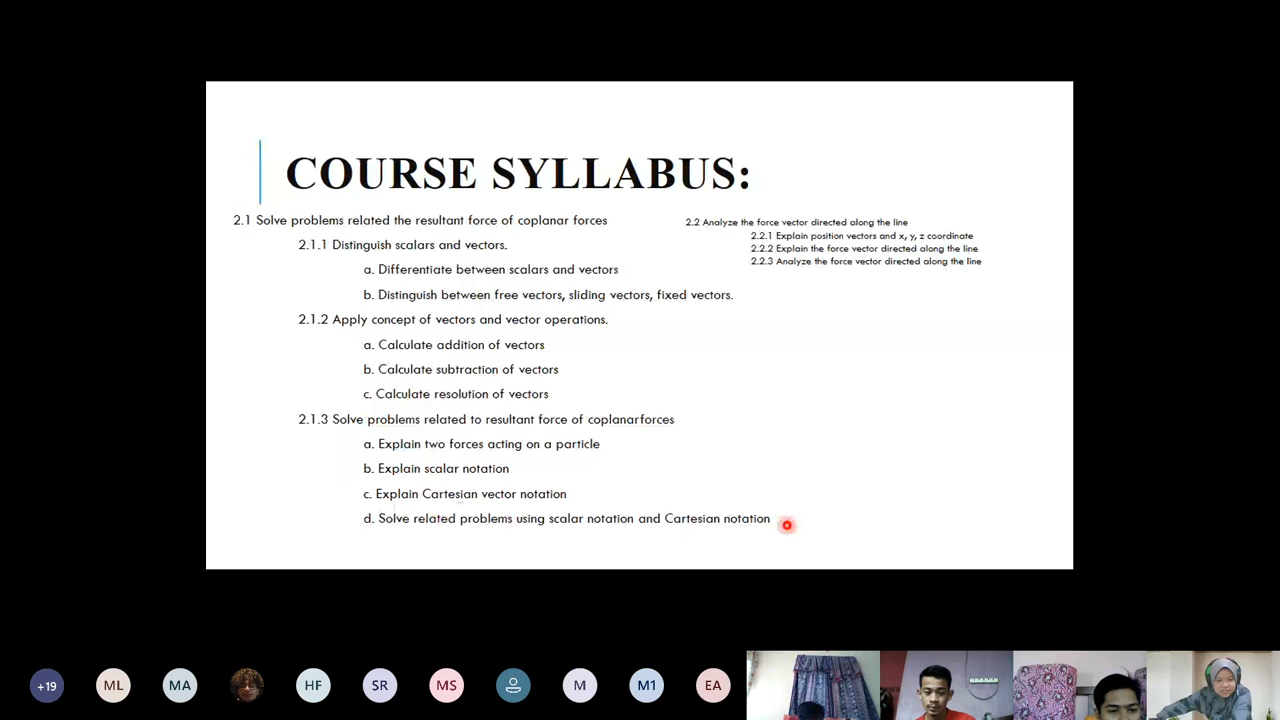 COURSE SYLLABUS:
2.1 Solve problems related the resultant force of coplanar forces
2.1.1 Distinguish scalars and vectors.
a. Differentiate between scalars and vectors
b. Distinguish between free vectors, sliding vectors, fixed vectors.
2.1.2 Apply concept of vectors and vector operations.
a. Calculate addition of vectors
b. Calculate subtraction of vectors
c. Calculate resolution of vectors
2.1.3 Solve problems related to resultant force of coplanarforces
a. Explain two forces acting on a particle
b. Explain scalar notation
c. Explain Cartesian vector notation
d. Solve related problems using scalar notation and Cartesian notation
2.2 Analyze the force vector directed along the line
2.2.1 Explain position vectors and x, y, z coordinate
2.2.2 Explain the force vector directed along the line
2.2.3 Analyze the force vector directed along the line
+19 ML MA HF SR MS M M1 EA